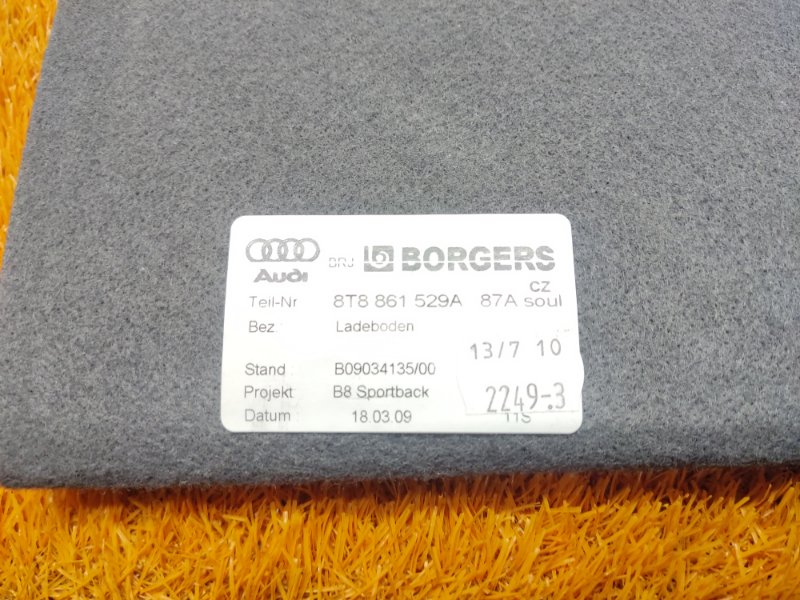 Audi BRJ BORGERS
CZ
Teil-Nr 8T8 861 529A 87A soul
Bez.: Ladeboden
13/7 10
Stand : B09034135/00
Projekt: B8 Sportback
2249-.3
Datum : 18.03.09 11S